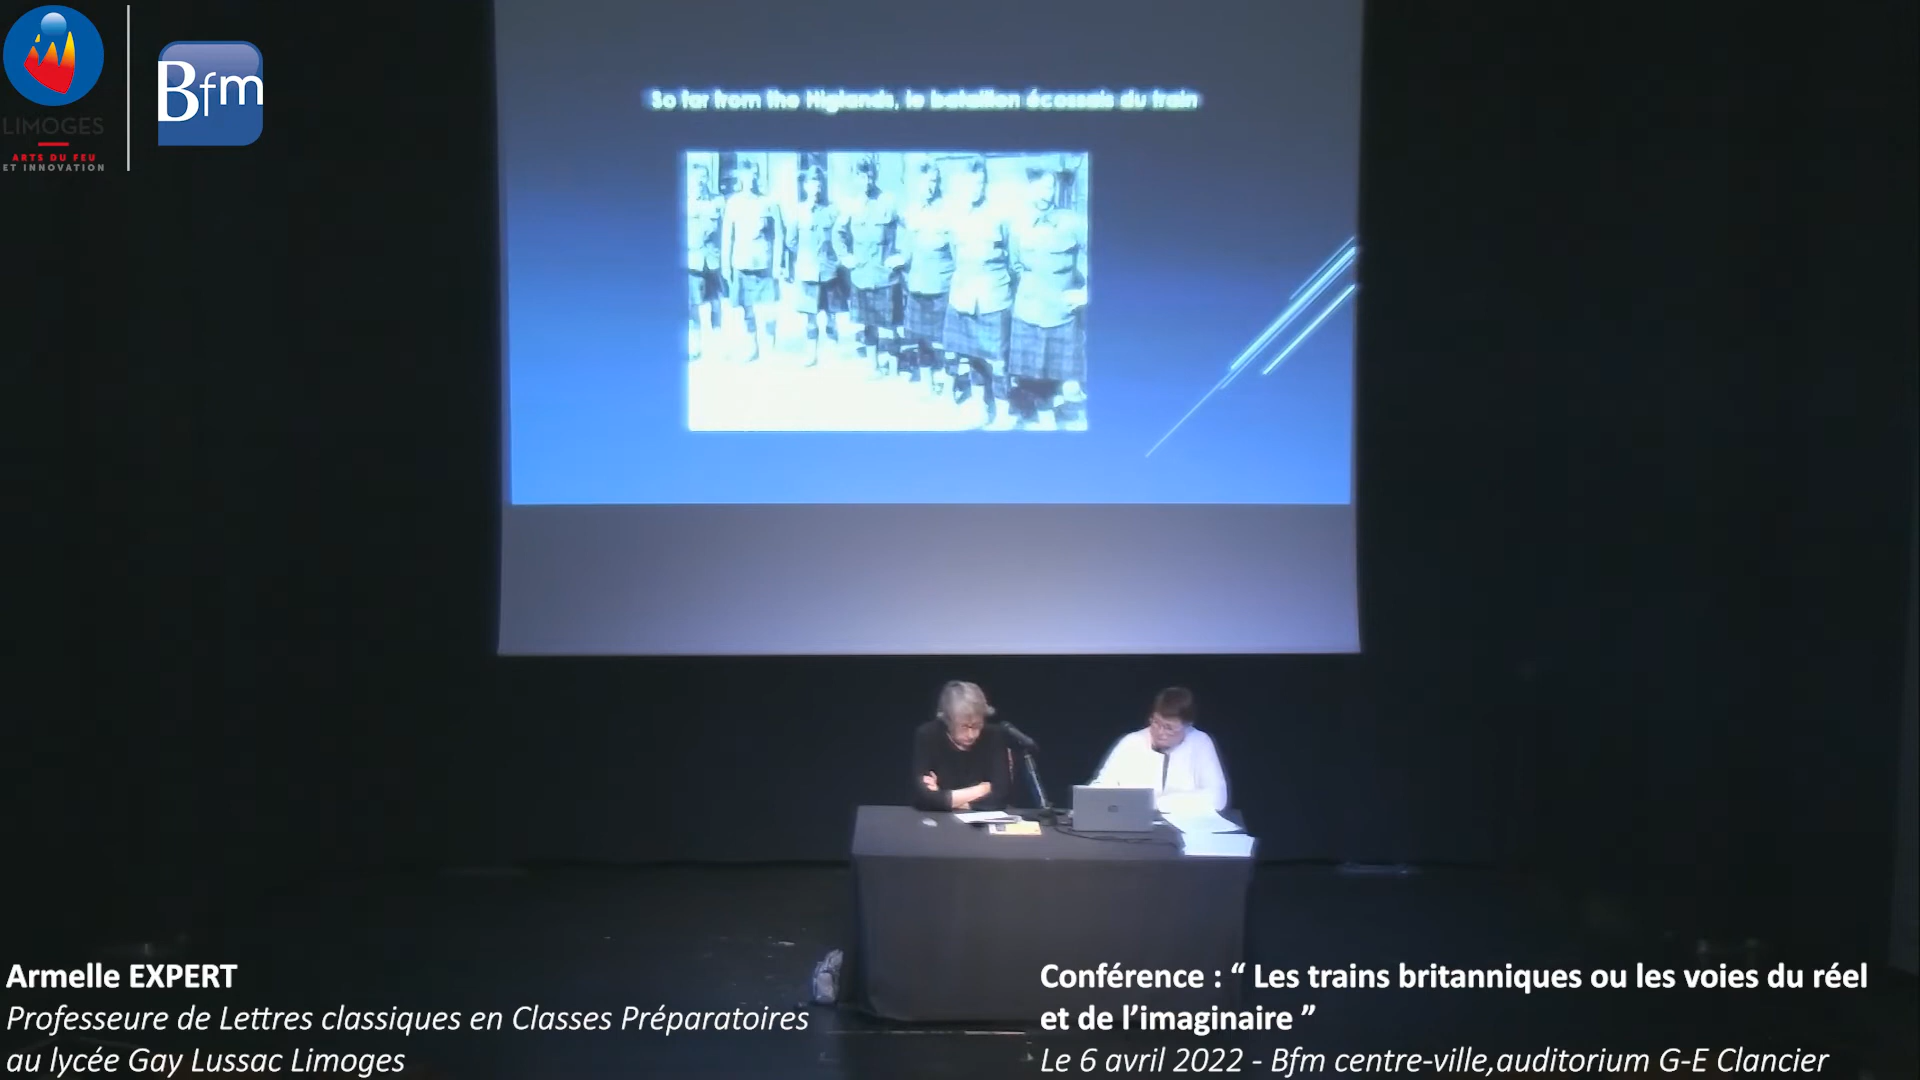 LIMOGES
ARTS DU FEU
ET INNOVATION
Bfm
So far from the Higlands, le bataillon écossais du train
Armelle EXPERT
Professeure de Lettres classiques en Classes Préparatoires
au lycée Gay Lussac Limoges
Conférence : “ Les trains britanniques ou les voies du réel
et de l’imaginaire ”
Le 6 avril 2022 - Bfm centre-ville,auditorium G-E Clancier